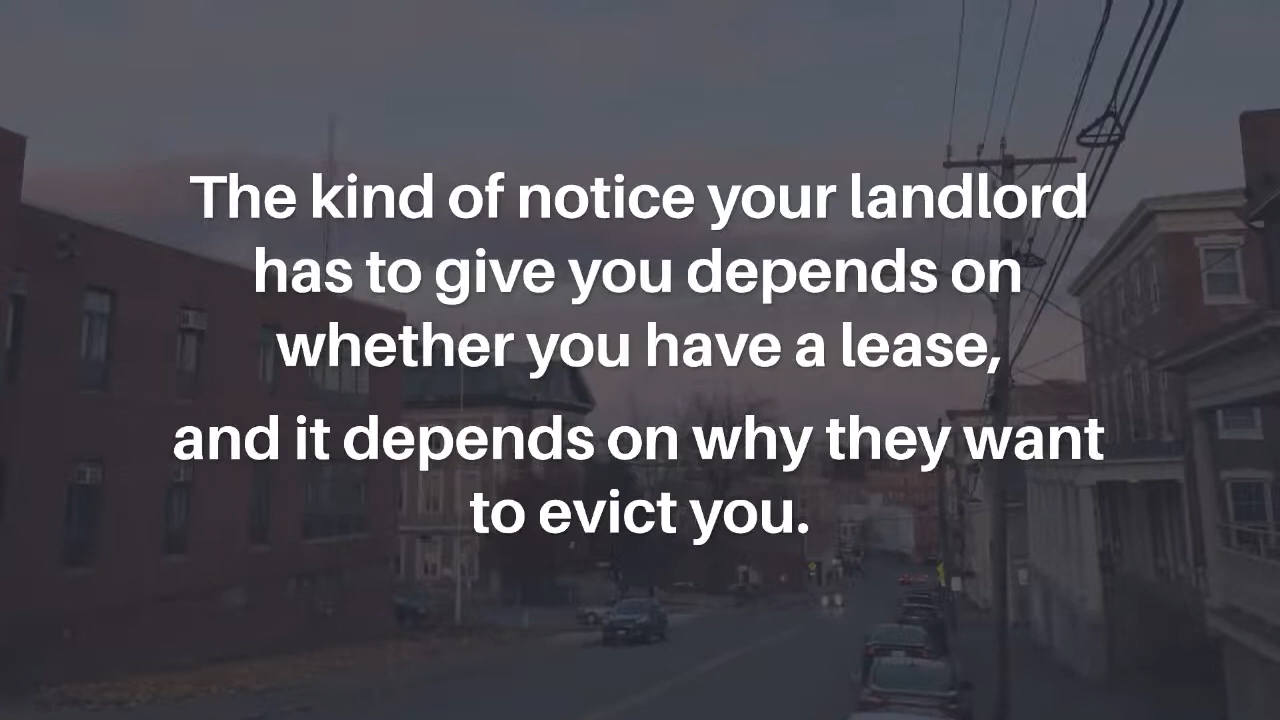 The kind of notice your landlord
has to give you depends on
whether you have a lease,
and it depends on why they want
to evict you.